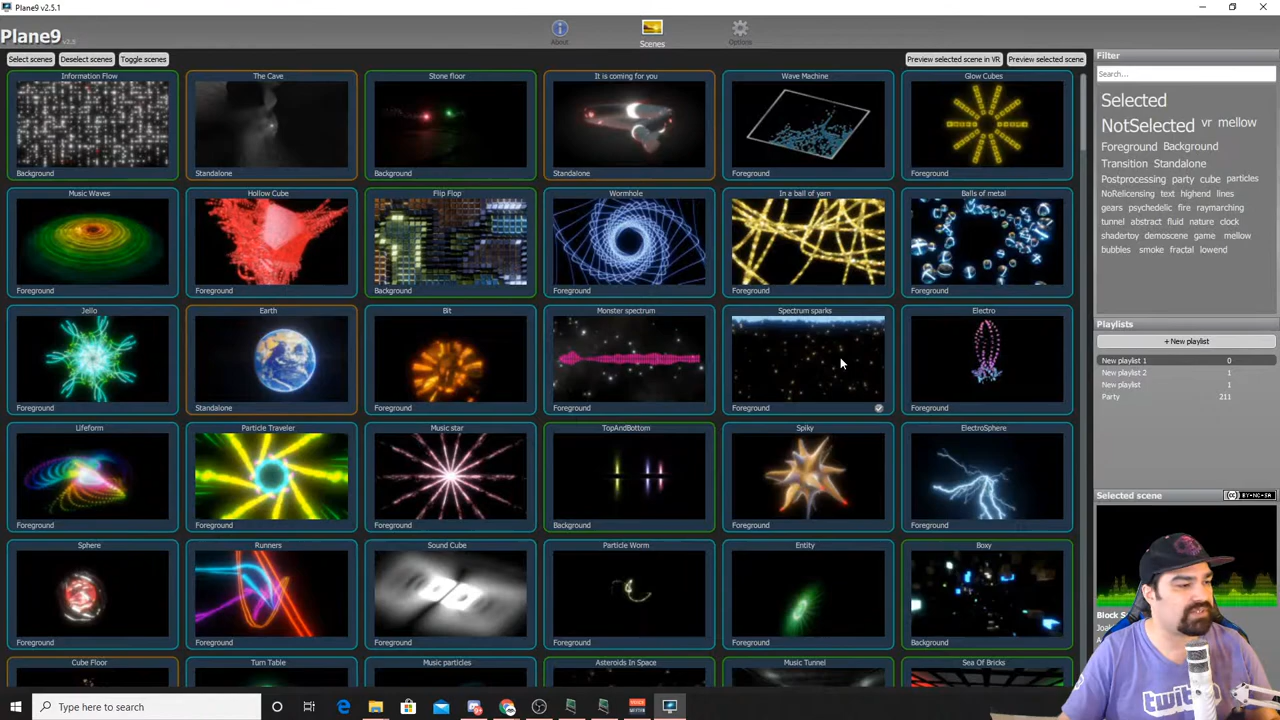 Plane9 v2.5.1
Plane9 v2.5
About
Scenes
Options
Select scenes
Deselect scenes
Toggle scenes
Preview selected scene in VR
Preview selected scene
Information Flow
The Cave
Stone floor
It is coming for you
Wave Machine
Glow Cubes
Background
Standalone
Background
Standalone
Foreground
Foreground
Music Waves
Hollow Cube
Flip Flop
Wormhole
In a ball of yarn
Balls of metal
Foreground
Foreground
Background
Foreground
Foreground
Foreground
Jello
Earth
Bit
Monster spectrum
Spectrum sparks
Electro
Foreground
Standalone
Foreground
Foreground
Foreground
Foreground
Lifeform
Particle Traveler
Music star
TopAndBottom
Spiky
ElectroSphere
Foreground
Foreground
Foreground
Background
Foreground
Foreground
Sphere
Runners
Sound Cube
Particle Worm
Entity
Boxy
Foreground
Foreground
Foreground
Foreground
Foreground
Background
Cube Floor
Turn Table
Music particles
Asteroids In Space
Music Tunnel
Sea Of Bricks
Filter
Search...
Selected
NotSelected vr mellow
Foreground Background
Transition Standalone
Postprocessing party cube particles
NoRelicensing text highend lines
gears psychedelic fire raymarching
tunnel abstract fluid nature clock
shadertoy demoscene game mellow
bubbles smoke fractal lowend
Playlists
+ New playlist
New playlist 1 0
New playlist 2 1
New playlist 1
Party 211
Selected scene
cc BY-NC-SA
Block
twitch
Type here to search